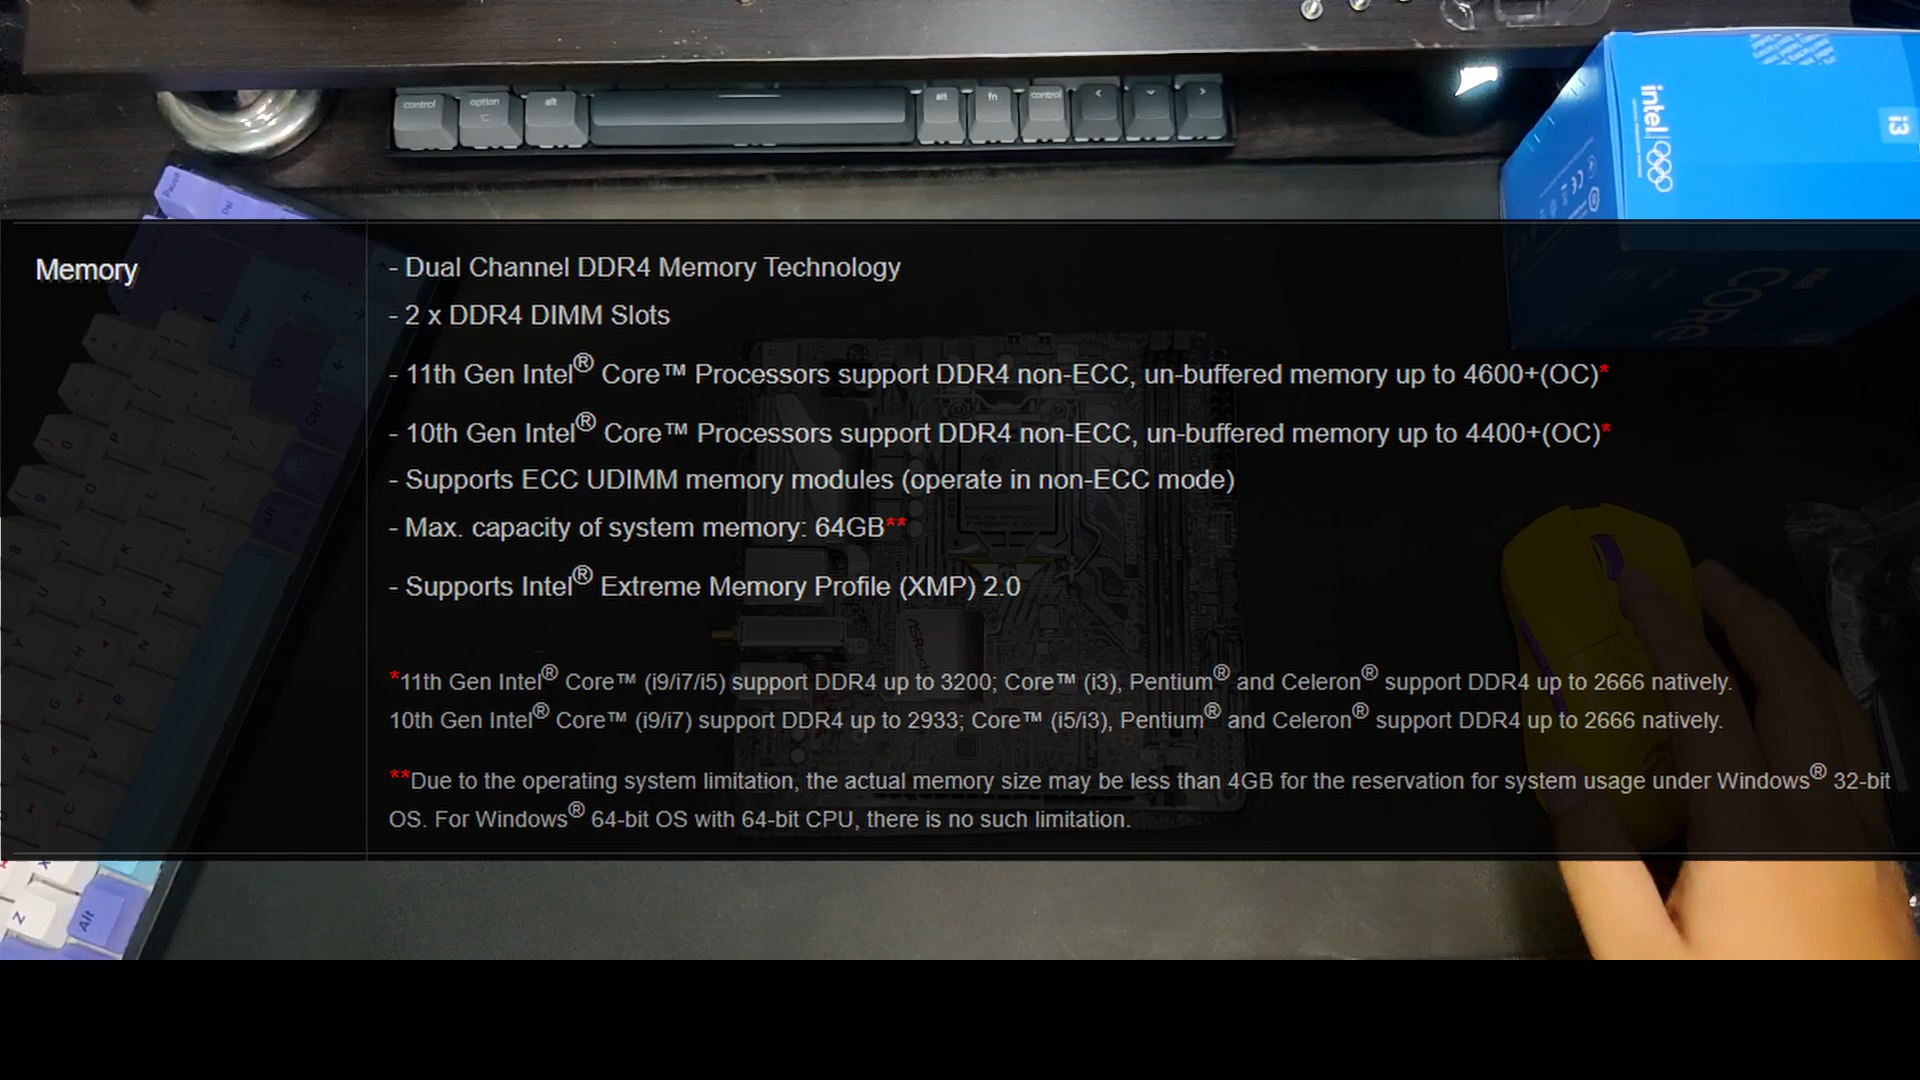 control
option
alt
alt
fn
control
intel
i3
Pause
Del
Memory
- Dual Channel DDR4 Memory Technology
- 2 x DDR4 DIMM Slots
- 11th Gen Intel® Core™ Processors support DDR4 non-ECC, un-buffered memory up to 4600+(OC)*
- 10th Gen Intel® Core™ Processors support DDR4 non-ECC, un-buffered memory up to 4400+(OC)*
- Supports ECC UDIMM memory modules (operate in non-ECC mode)
- Max. capacity of system memory: 64GB**
- Supports Intel® Extreme Memory Profile (XMP) 2.0
*11th Gen Intel® Core™ (i9/i7/i5) support DDR4 up to 3200; Core™ (i3), Pentium® and Celeron® support DDR4 up to 2666 natively.
10th Gen Intel® Core™ (i9/i7) support DDR4 up to 2933; Core™ (i5/i3), Pentium® and Celeron® support DDR4 up to 2666 natively.
**Due to the operating system limitation, the actual memory size may be less than 4GB for the reservation for system usage under Windows® 32-bit
OS. For Windows® 64-bit OS with 64-bit CPU, there is no such limitation.
CORE
Enter
Ctrl
Alt
ASRock
Z
X
Alt